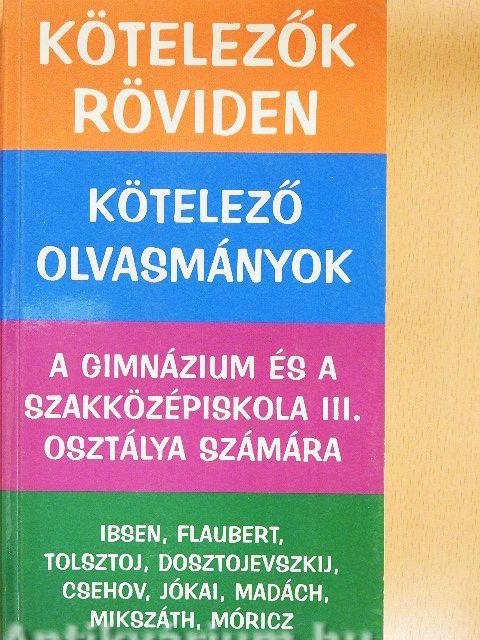 KÖTELEZŐK
RÖVIDEN
KÖTELEZŐ
OLVASMÁNYOK
A GIMNÁZIUM ÉS A
SZAKKÖZÉPISKOLA III.
OSZTÁLYA SZÁMÁRA
IBSEN, FLAUBERT,
TOLSZTOJ, DOSZTOJEVSZKIJ,
CSEHOV, JÓKAI, MADÁCH,
MIKSZÁTH, MÓRICZ